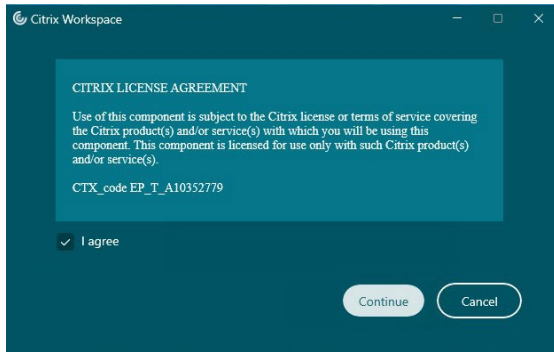 Citrix Workspace
CITRIX LICENSE AGREEMENT
Use of this component is subject to the Citrix license or terms of service covering
the Citrix product(s) and/or service(s) with which you will be using this
component. This component is licensed for use only with such Citrix product(s)
and/or service(s).
CTX_code EP_T_A10352779
I agree
Continue
Cancel